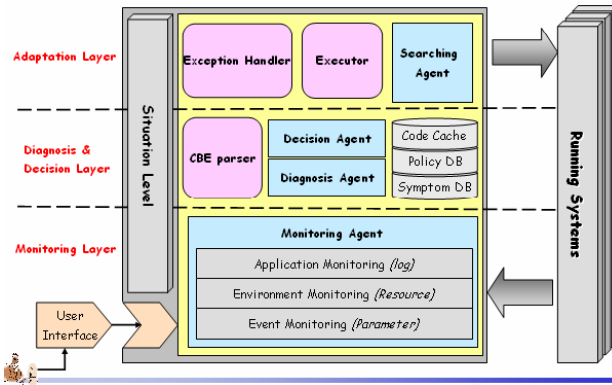 Adaptation Layer
Exception Handler
Executor
Searching
Agent
Situation Level
Diagnosis &
Decision Layer
CBE parser
Decision Agent
Diagnosis Agent
Code Cache
Policy DB
Symptom DB
Running Systems
Monitoring Layer
Monitoring Agent
Application Monitoring (log)
Environment Monitoring (Resource)
Event Monitoring (Parameter)
User
Interface